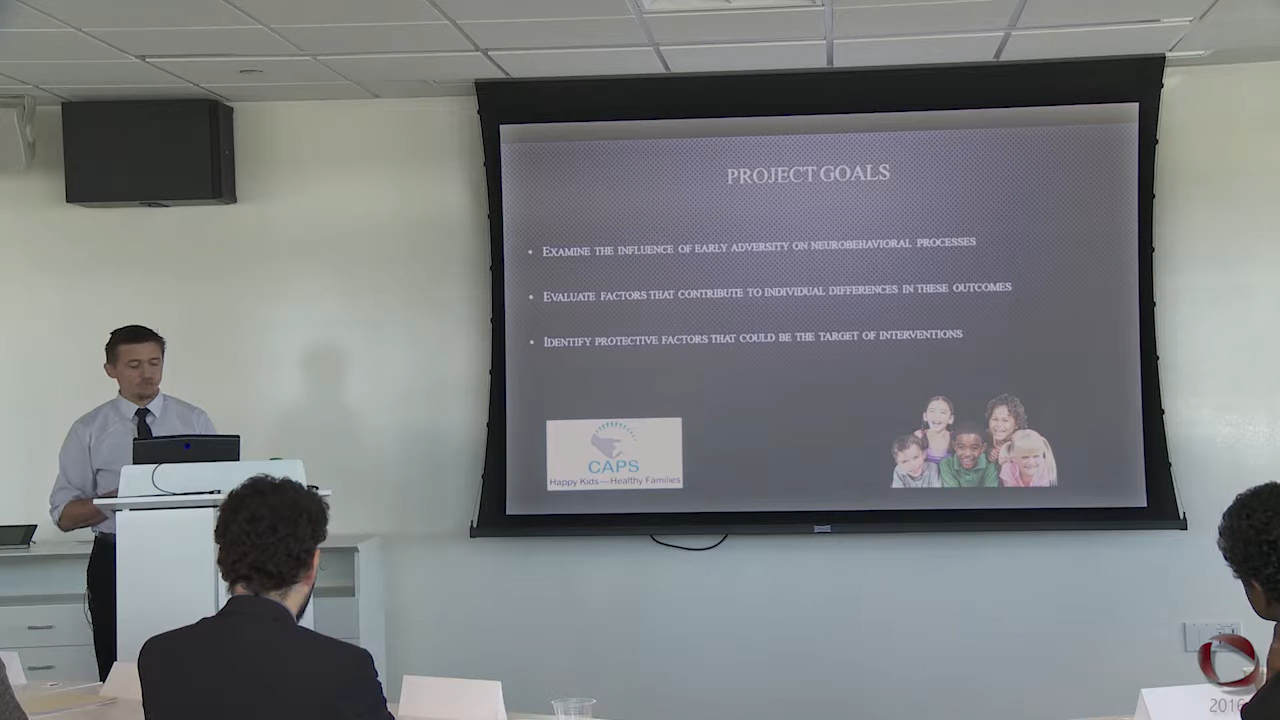 PROJECT GOALS
• EXAMINE THE INFLUENCE OF EARLY ADVERSITY ON NEUROBEHAVIORAL PROCESSES
• EVALUATE FACTORS THAT CONTRIBUTE TO INDIVIDUAL DIFFERENCES IN THESE OUTCOMES
• IDENTIFY PROTECTIVE FACTORS THAT COULD BE THE TARGET OF INTERVENTIONS
CAPS
Happy Kids—Healthy Families
2016